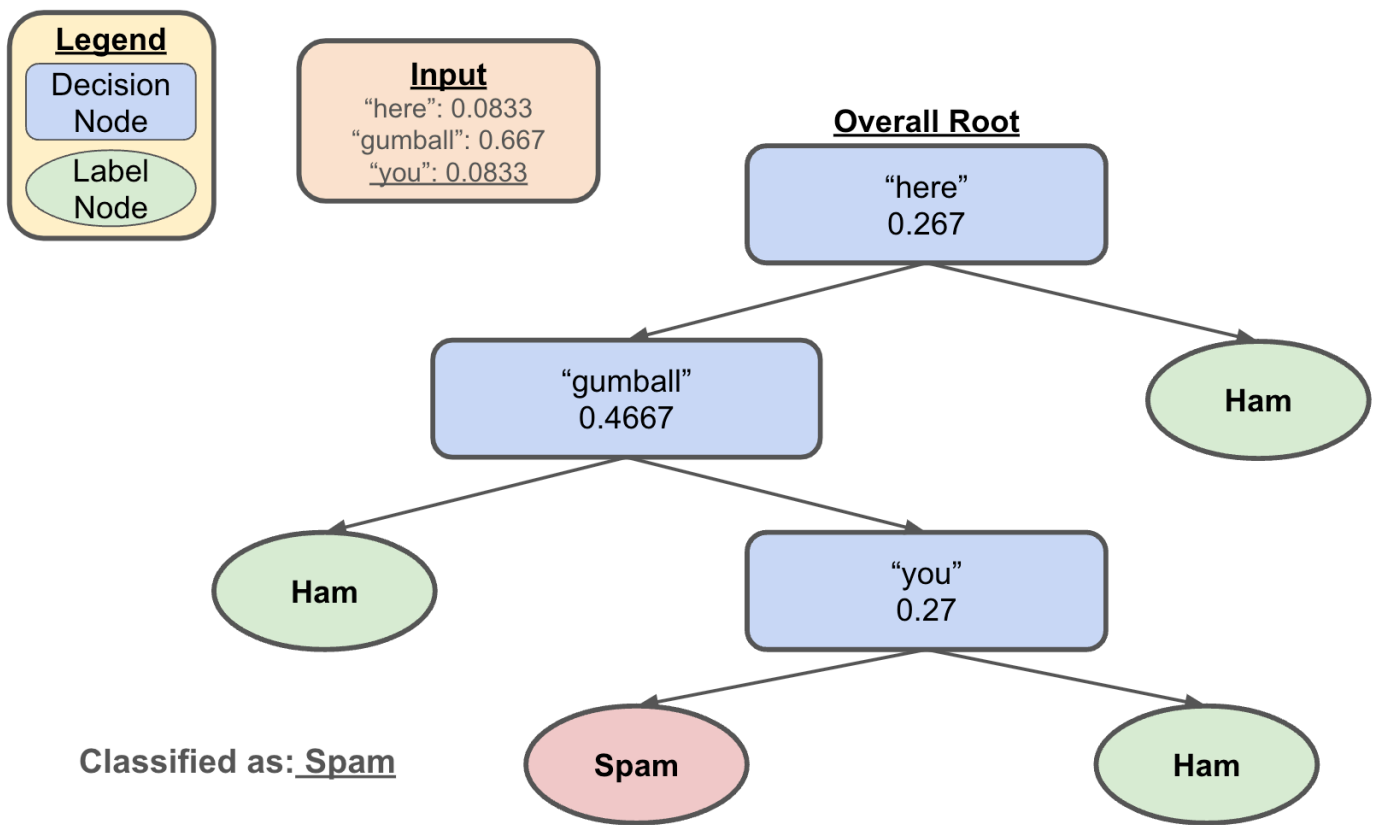 Legend
Decision
Node
Label
Node
Input
“here”: 0.0833
“gumball”: 0.667
“you”: 0.0833
Overall Root
“here”
0.267
“gumball”
0.4667
Ham
Ham
“you”
0.27
Spam
Ham
Classified as: Spam